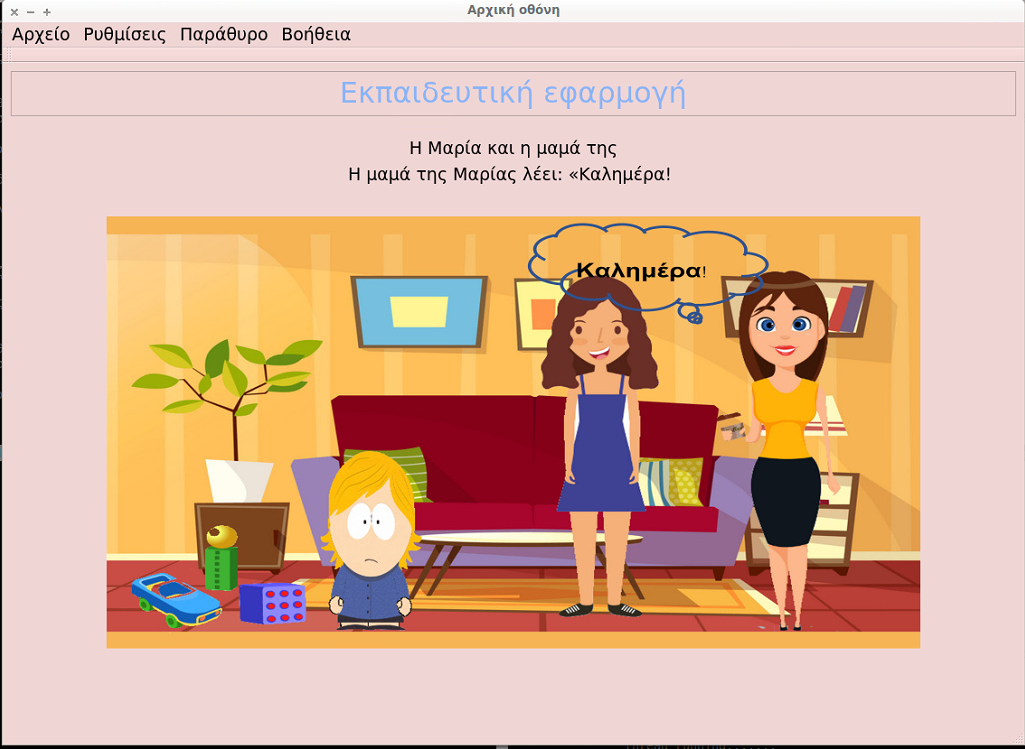 Αρχική οθόνη
Αρχείο Ρυθμίσεις Παράθυρο Βοήθεια
Εκπαιδευτική εφαρμογή
Η Μαρία και η μαμά της
Η μαμά της Μαρίας λέει: «Καλημέρα!
Καλημέρα!